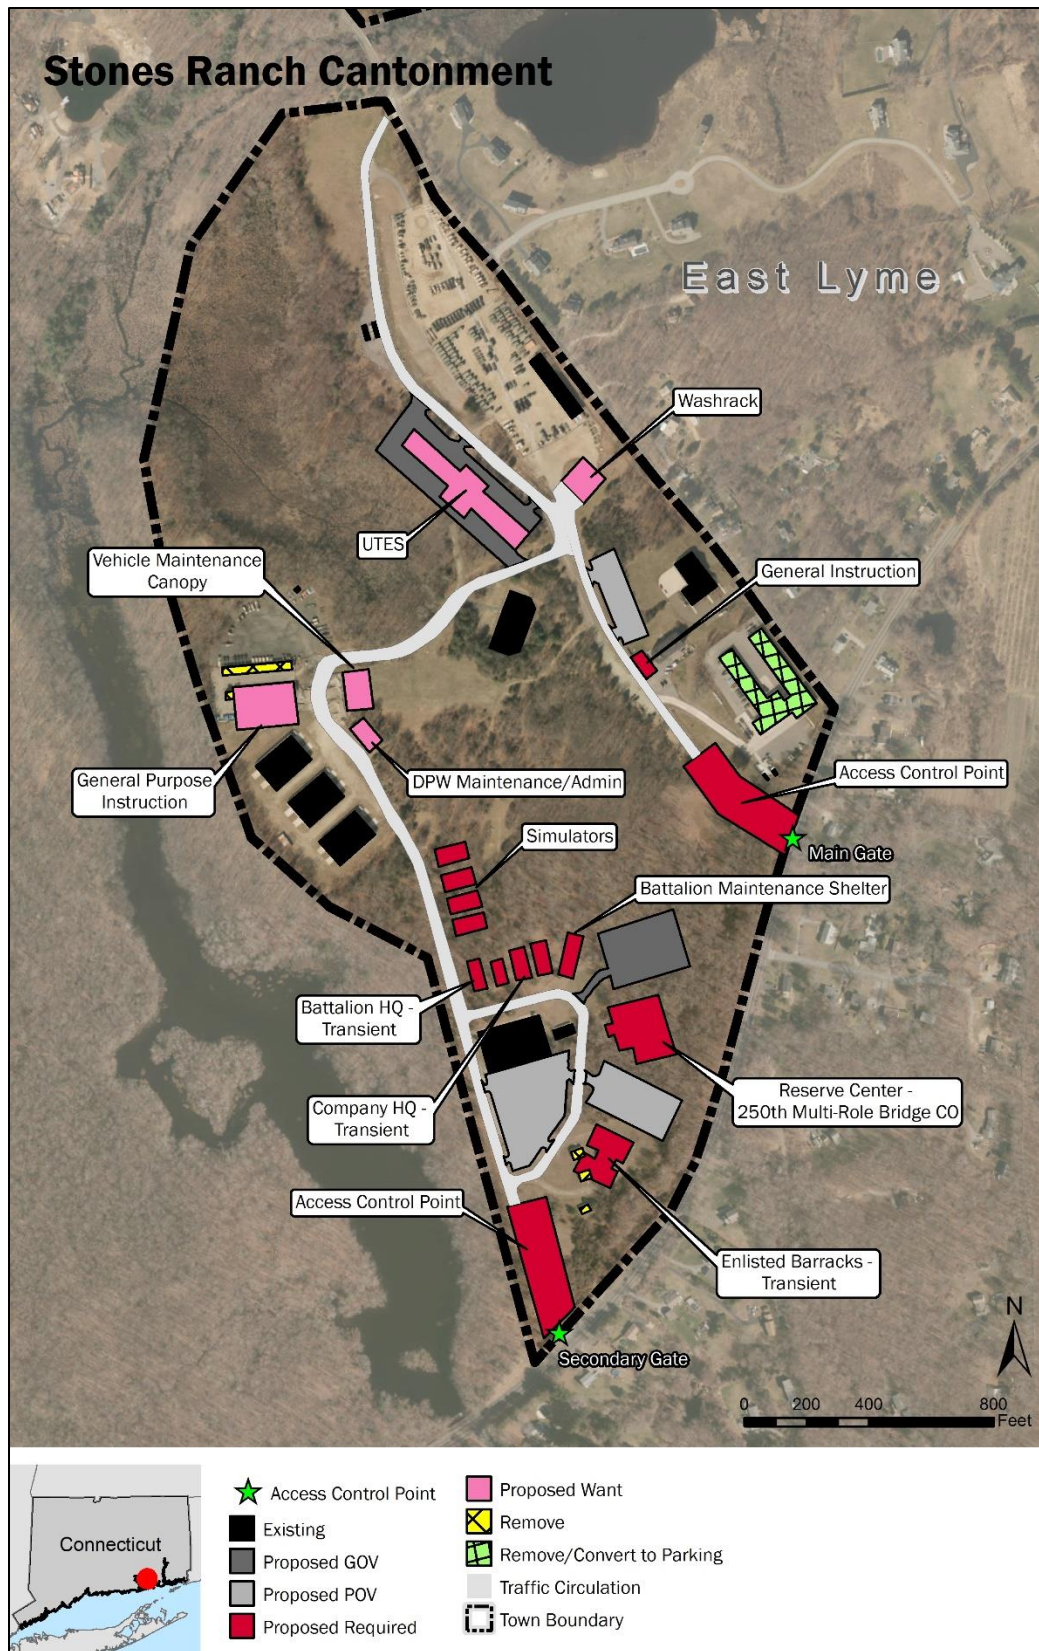 Stones Ranch Cantonment
East Lyme
Washrack
UTES
Vehicle Maintenance
Canopy
General Instruction
General Purpose
Instruction
DPW Maintenance/Admin
Access Control Point
Main Gate
Simulators
Battalion Maintenance Shelter
Battalion HQ -
Transient
Company HQ -
Transient
Reserve Center -
250th Multi-Role Bridge CO
Access Control Point
Enlisted Barracks -
Transient
Secondary Gate
N
0 200 400 800
Feet
Connecticut
Access Control Point
Existing
Proposed GOV
Proposed POV
Proposed Required
Proposed Want
Remove
Remove/Convert to Parking
Traffic Circulation
Town Boundary